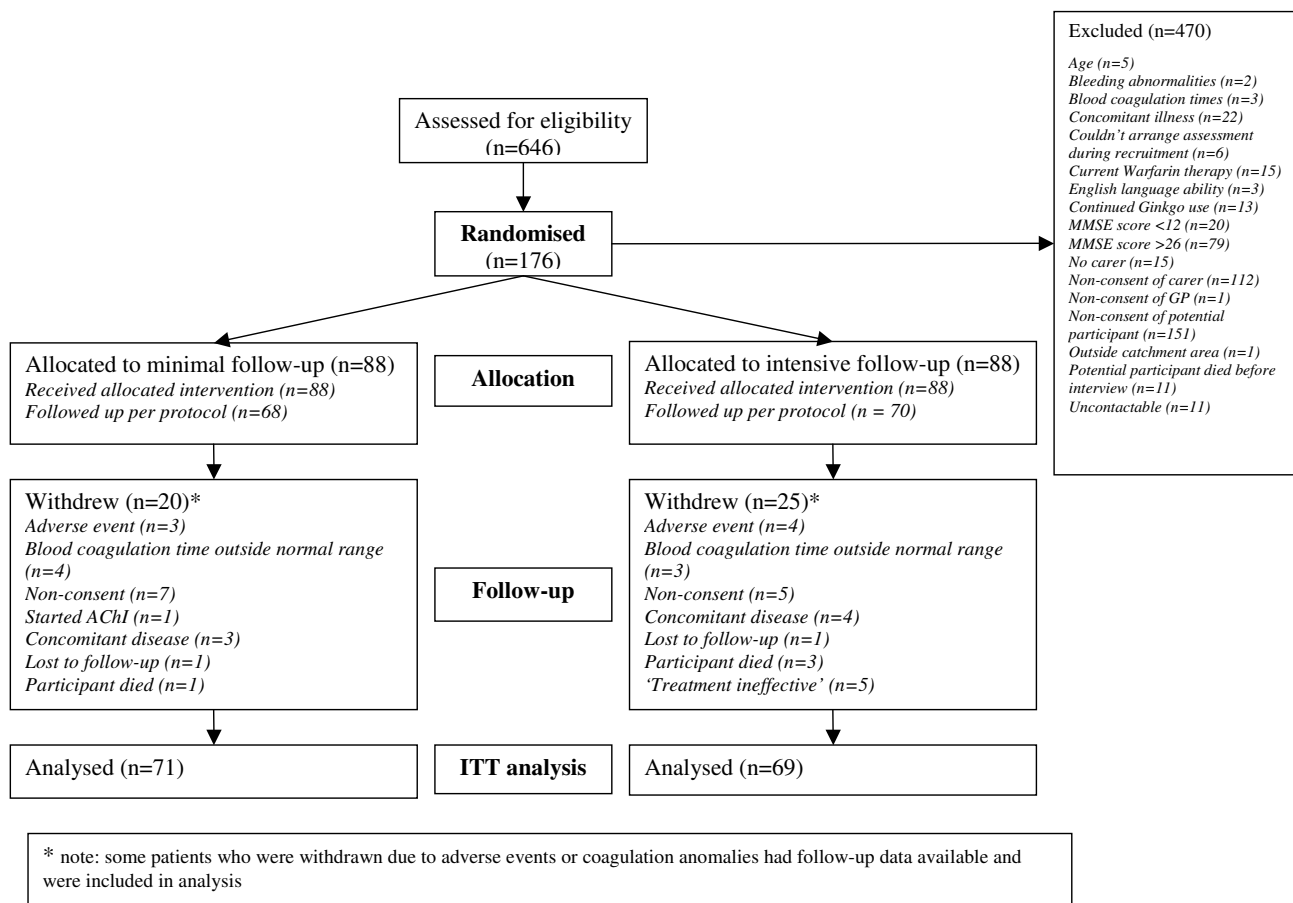 Excluded (n=470)
Age (n=5)
Bleeding abnormalities (n=2)
Blood coagulation times (n=3)
Concomitant illness (n=22)
Couldn't arrange assessment
during recruitment (n=6)
Current Warfarin therapy (n=15)
English language ability (n=3)
Continued Ginkgo use (n=13)
MMSE score <12 (n=20)
MMSE score >26 (n=79)
No carer (n=15)
Non-consent of carer (n=112)
Non-consent of GP (n=1)
Non-consent of potential
participant (n=151)
Outside catchment area (n=1)
Potential participant died before
interview (n=11)
Uncontactable (n=11)
Assessed for eligibility
(n=646)
Randomised
(n=176)
Allocated to minimal follow-up (n=88)
Received allocated intervention (n=88)
Followed up per protocol (n=68)
Allocation
Allocated to intensive follow-up (n=88)
Received allocated intervention (n=88)
Followed up per protocol (n = 70)
Withdrew (n=20)*
Adverse event (n=3)
Blood coagulation time outside normal range
(n=4)
Non-consent (n=7)
Started AChI (n=1)
Concomitant disease (n=3)
Lost to follow-up (n=1)
Participant died (n=1)
Follow-up
Withdrew (n=25)*
Adverse event (n=4)
Blood coagulation time outside normal range
(n=3)
Non-consent (n=5)
Concomitant disease (n=4)
Lost to follow-up (n=1)
Participant died (n=3)
'Treatment ineffective' (n=5)
Analysed (n=71)
ITT analysis
Analysed (n=69)
* note: some patients who were withdrawn due to adverse events or coagulation anomalies had follow-up data available and
were included in analysis